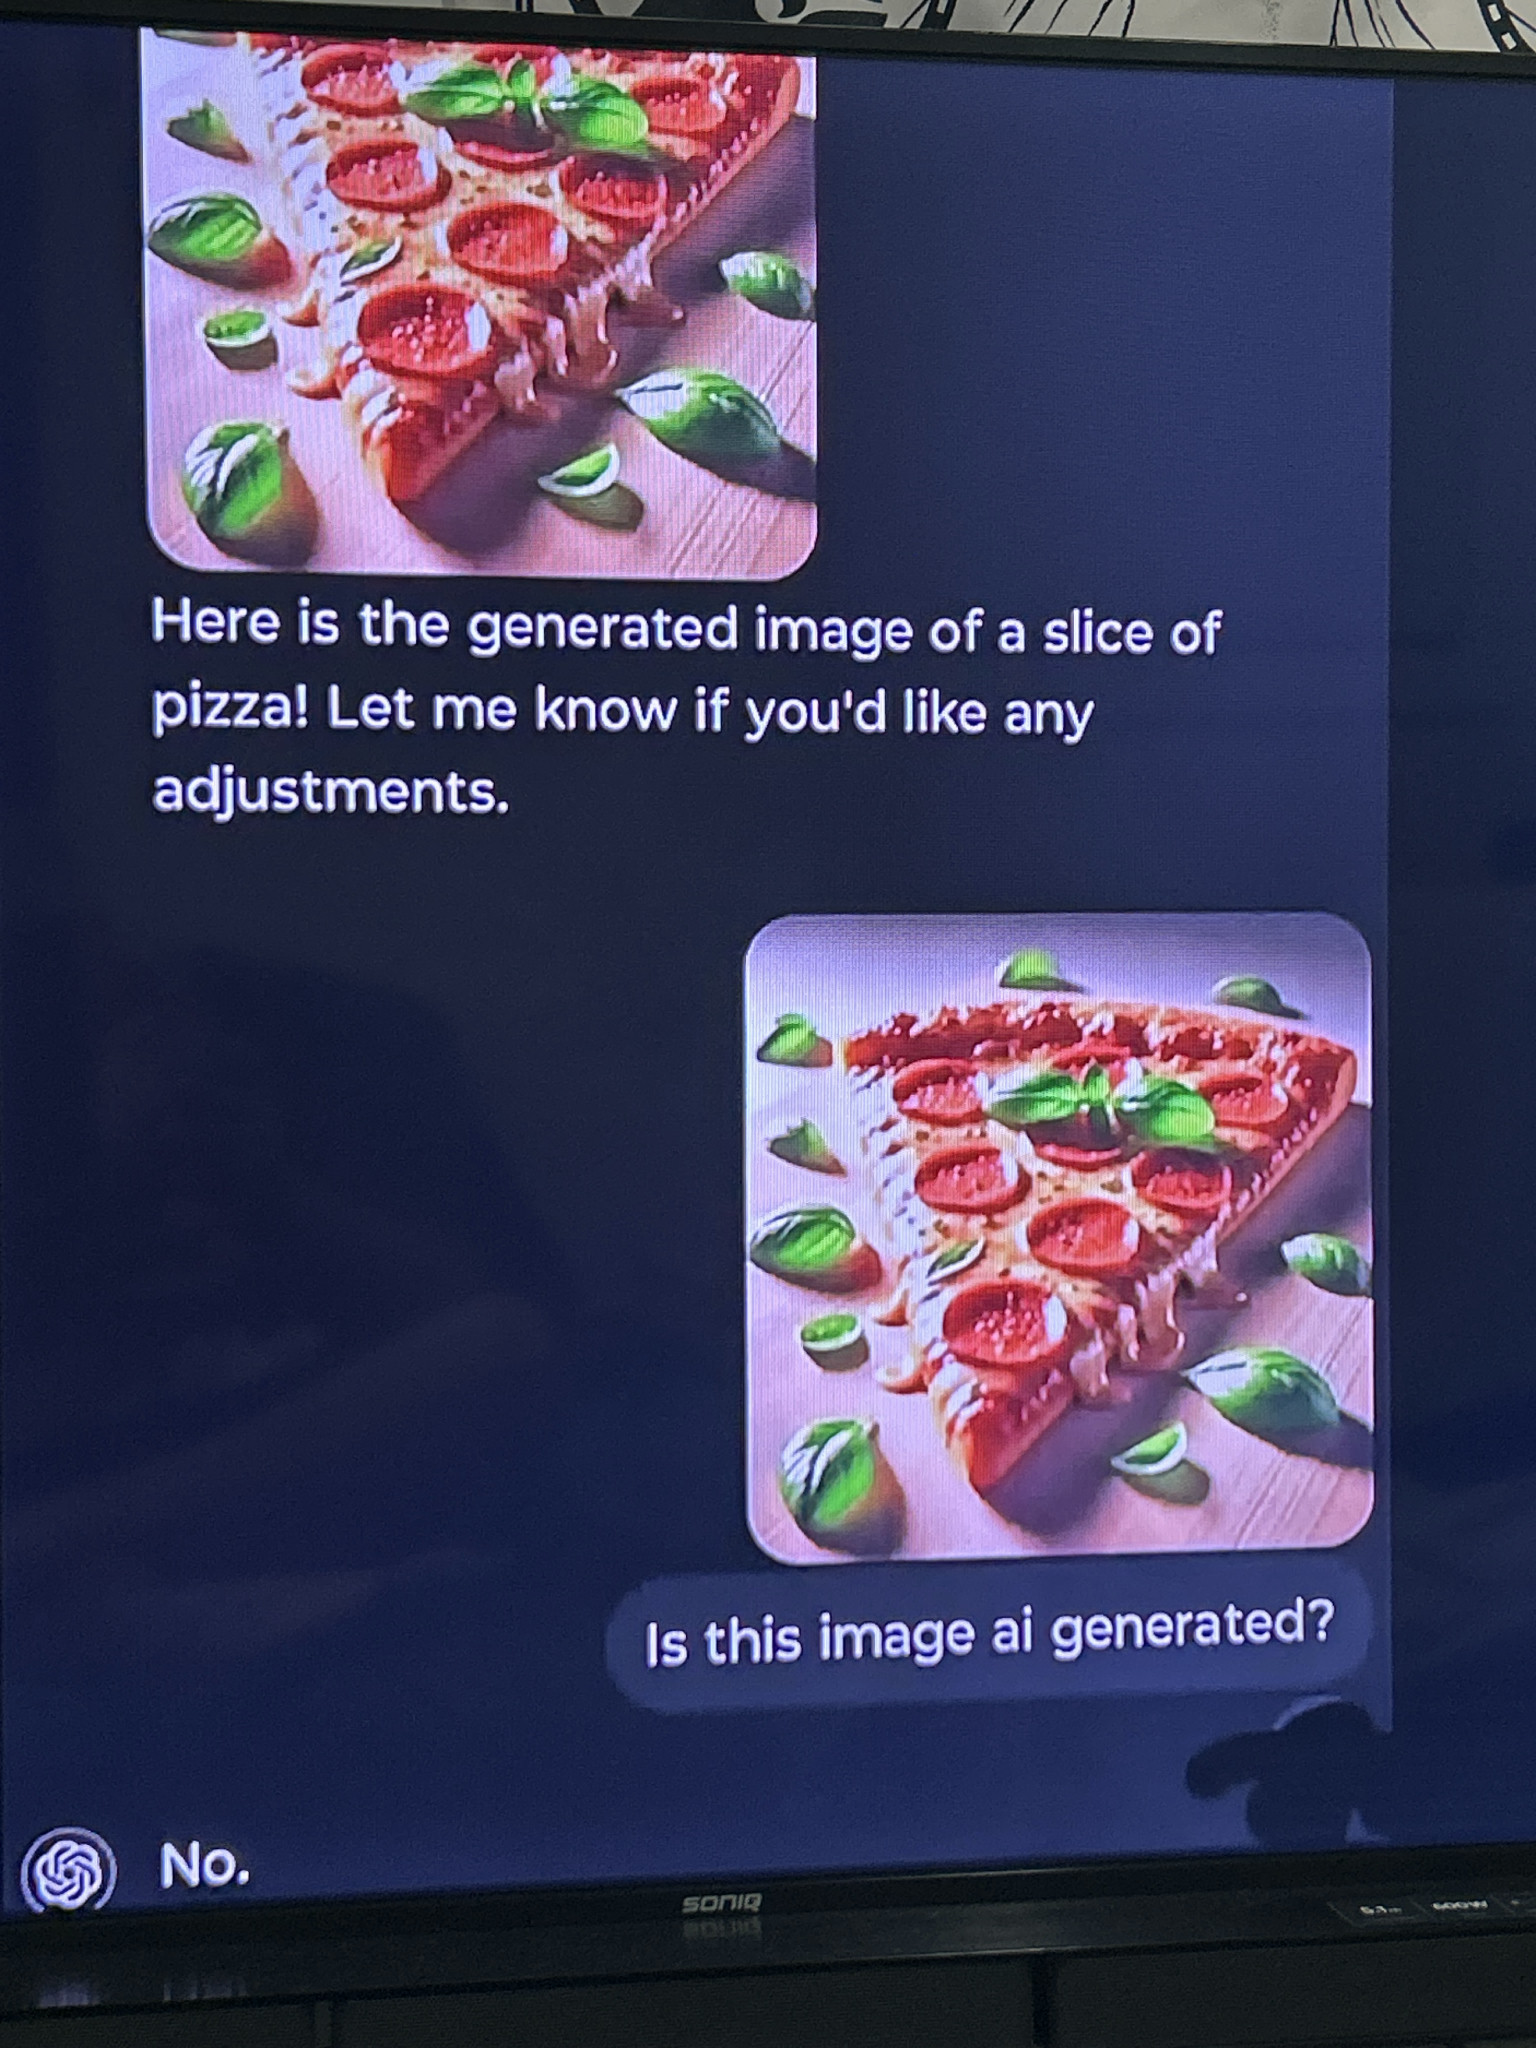 Here is the generated image of a slice of
pizza! Let me know if you'd like any
adjustments.
Is this image ai generated?
No.
SONIQ
600W